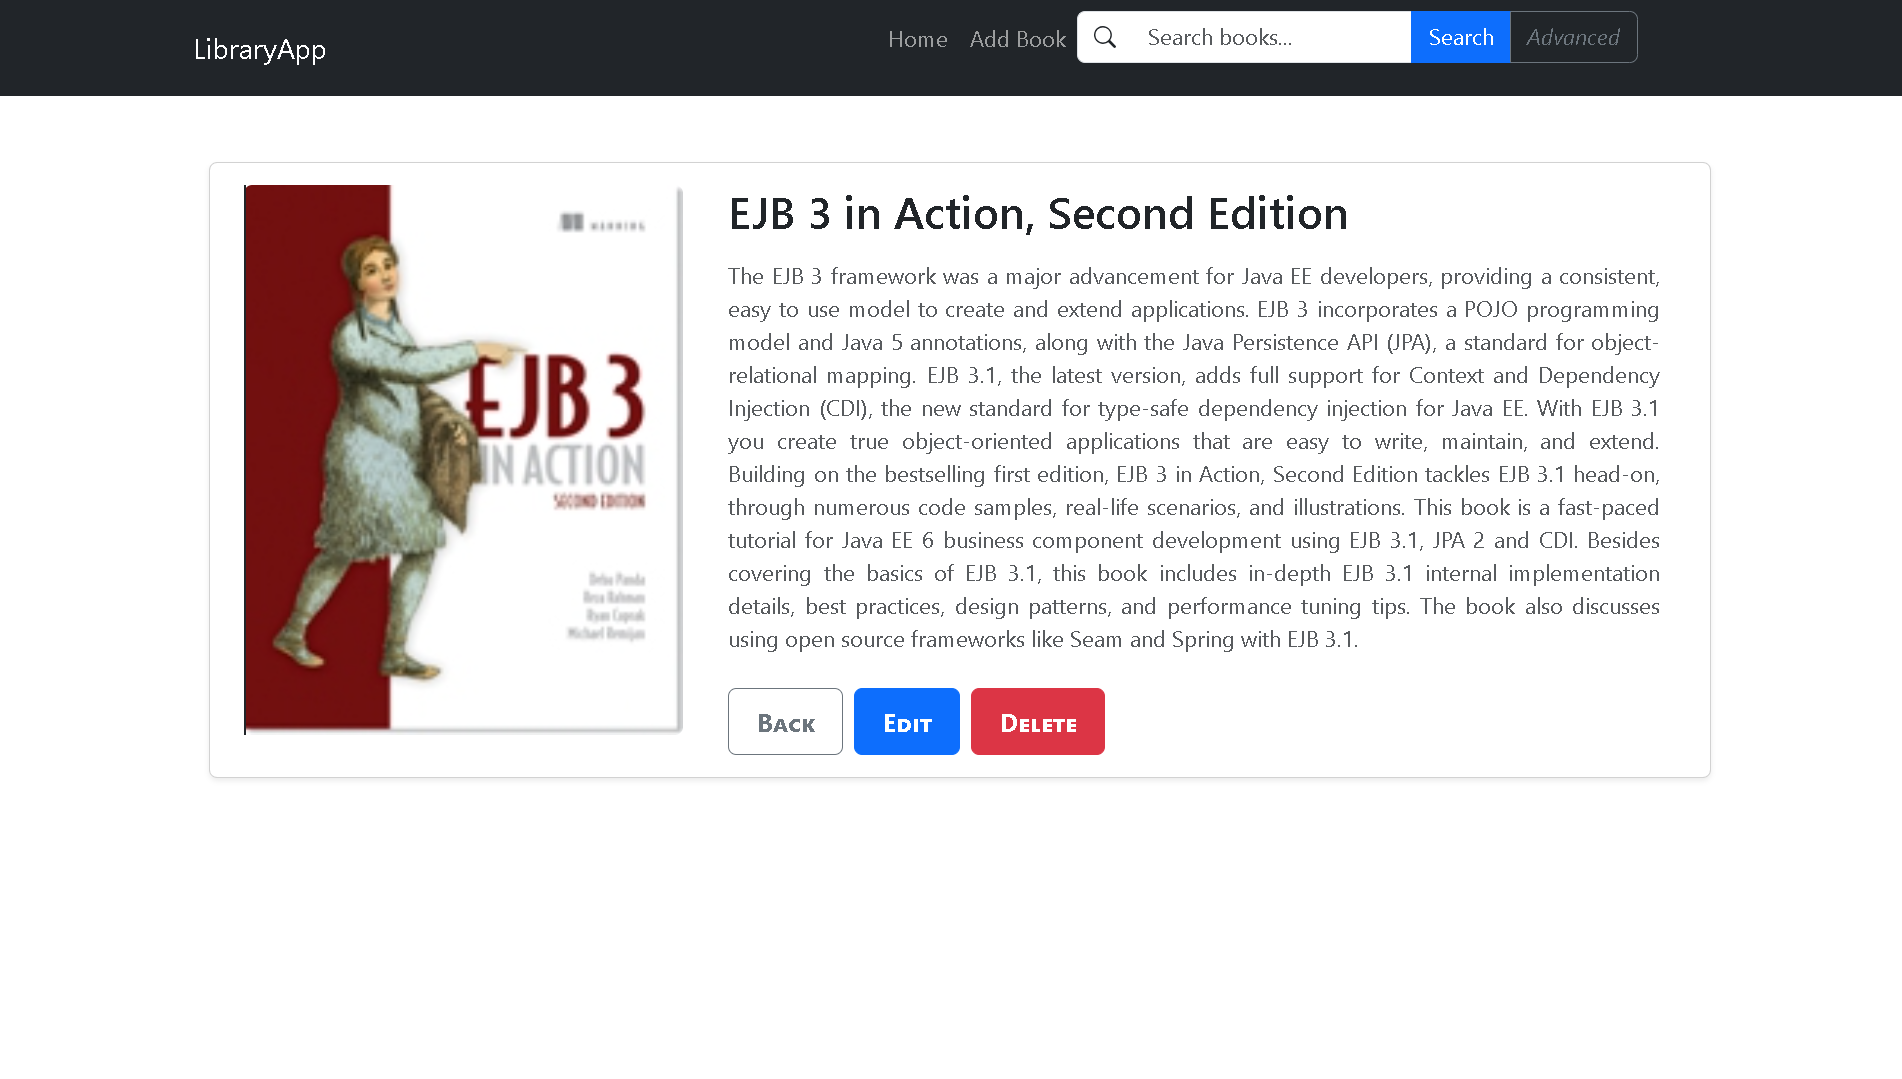 LibraryApp
Home
Add Book
Search books...
Search
Advanced
MANNING
EJB 3
IN ACTION
SECOND EDITION
Debu Panda
Reza Rahman
Ryan Cuprak
Michael Remijan
EJB 3 in Action, Second Edition
The EJB 3 framework was a major advancement for Java EE developers, providing a consistent,
easy to use model to create and extend applications. EJB 3 incorporates a POJO programming
model and Java 5 annotations, along with the Java Persistence API (JPA), a standard for object-
relational mapping. EJB 3.1, the latest version, adds full support for Context and Dependency
Injection (CDI), the new standard for type-safe dependency injection for Java EE. With EJB 3.1
you create true object-oriented applications that are easy to write, maintain, and extend.
Building on the bestselling first edition, EJB 3 in Action, Second Edition tackles EJB 3.1 head-on,
through numerous code samples, real-life scenarios, and illustrations. This book is a fast-paced
tutorial for Java EE 6 business component development using EJB 3.1, JPA 2 and CDI. Besides
covering the basics of EJB 3.1, this book includes in-depth EJB 3.1 internal implementation
details, best practices, design patterns, and performance tuning tips. The book also discusses
using open source frameworks like Seam and Spring with EJB 3.1.
Back
Edit
Delete